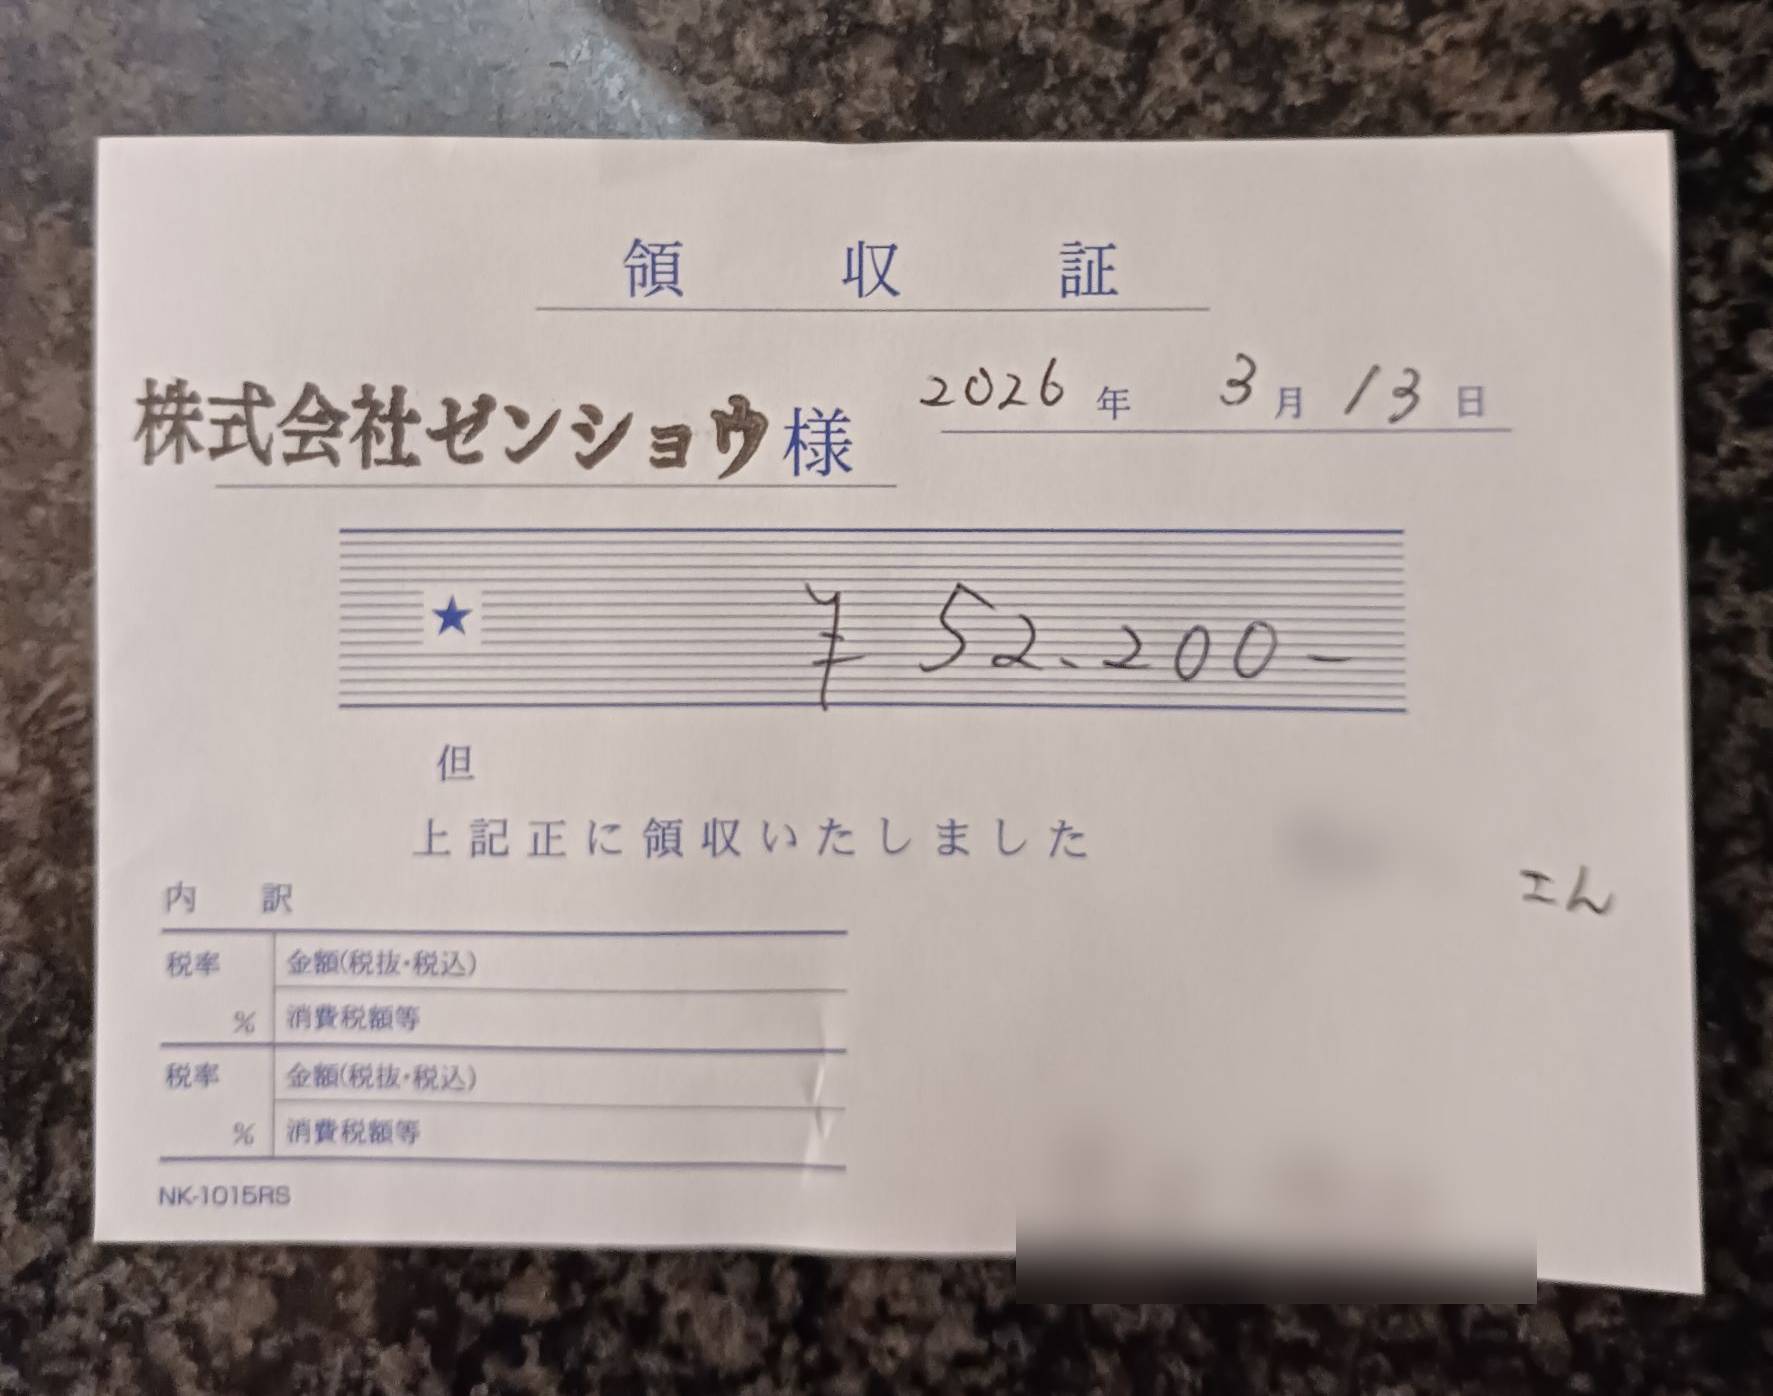 領収証
株式会社ゼンショウ様
2026年 3月13日
★ ¥52.200-
但
上記正に領収いたしました
エん
内訳
税率 % 金額(税抜・税込)
消費税額等
税率 % 金額(税抜・税込)
消費税額等
NK-1015RS